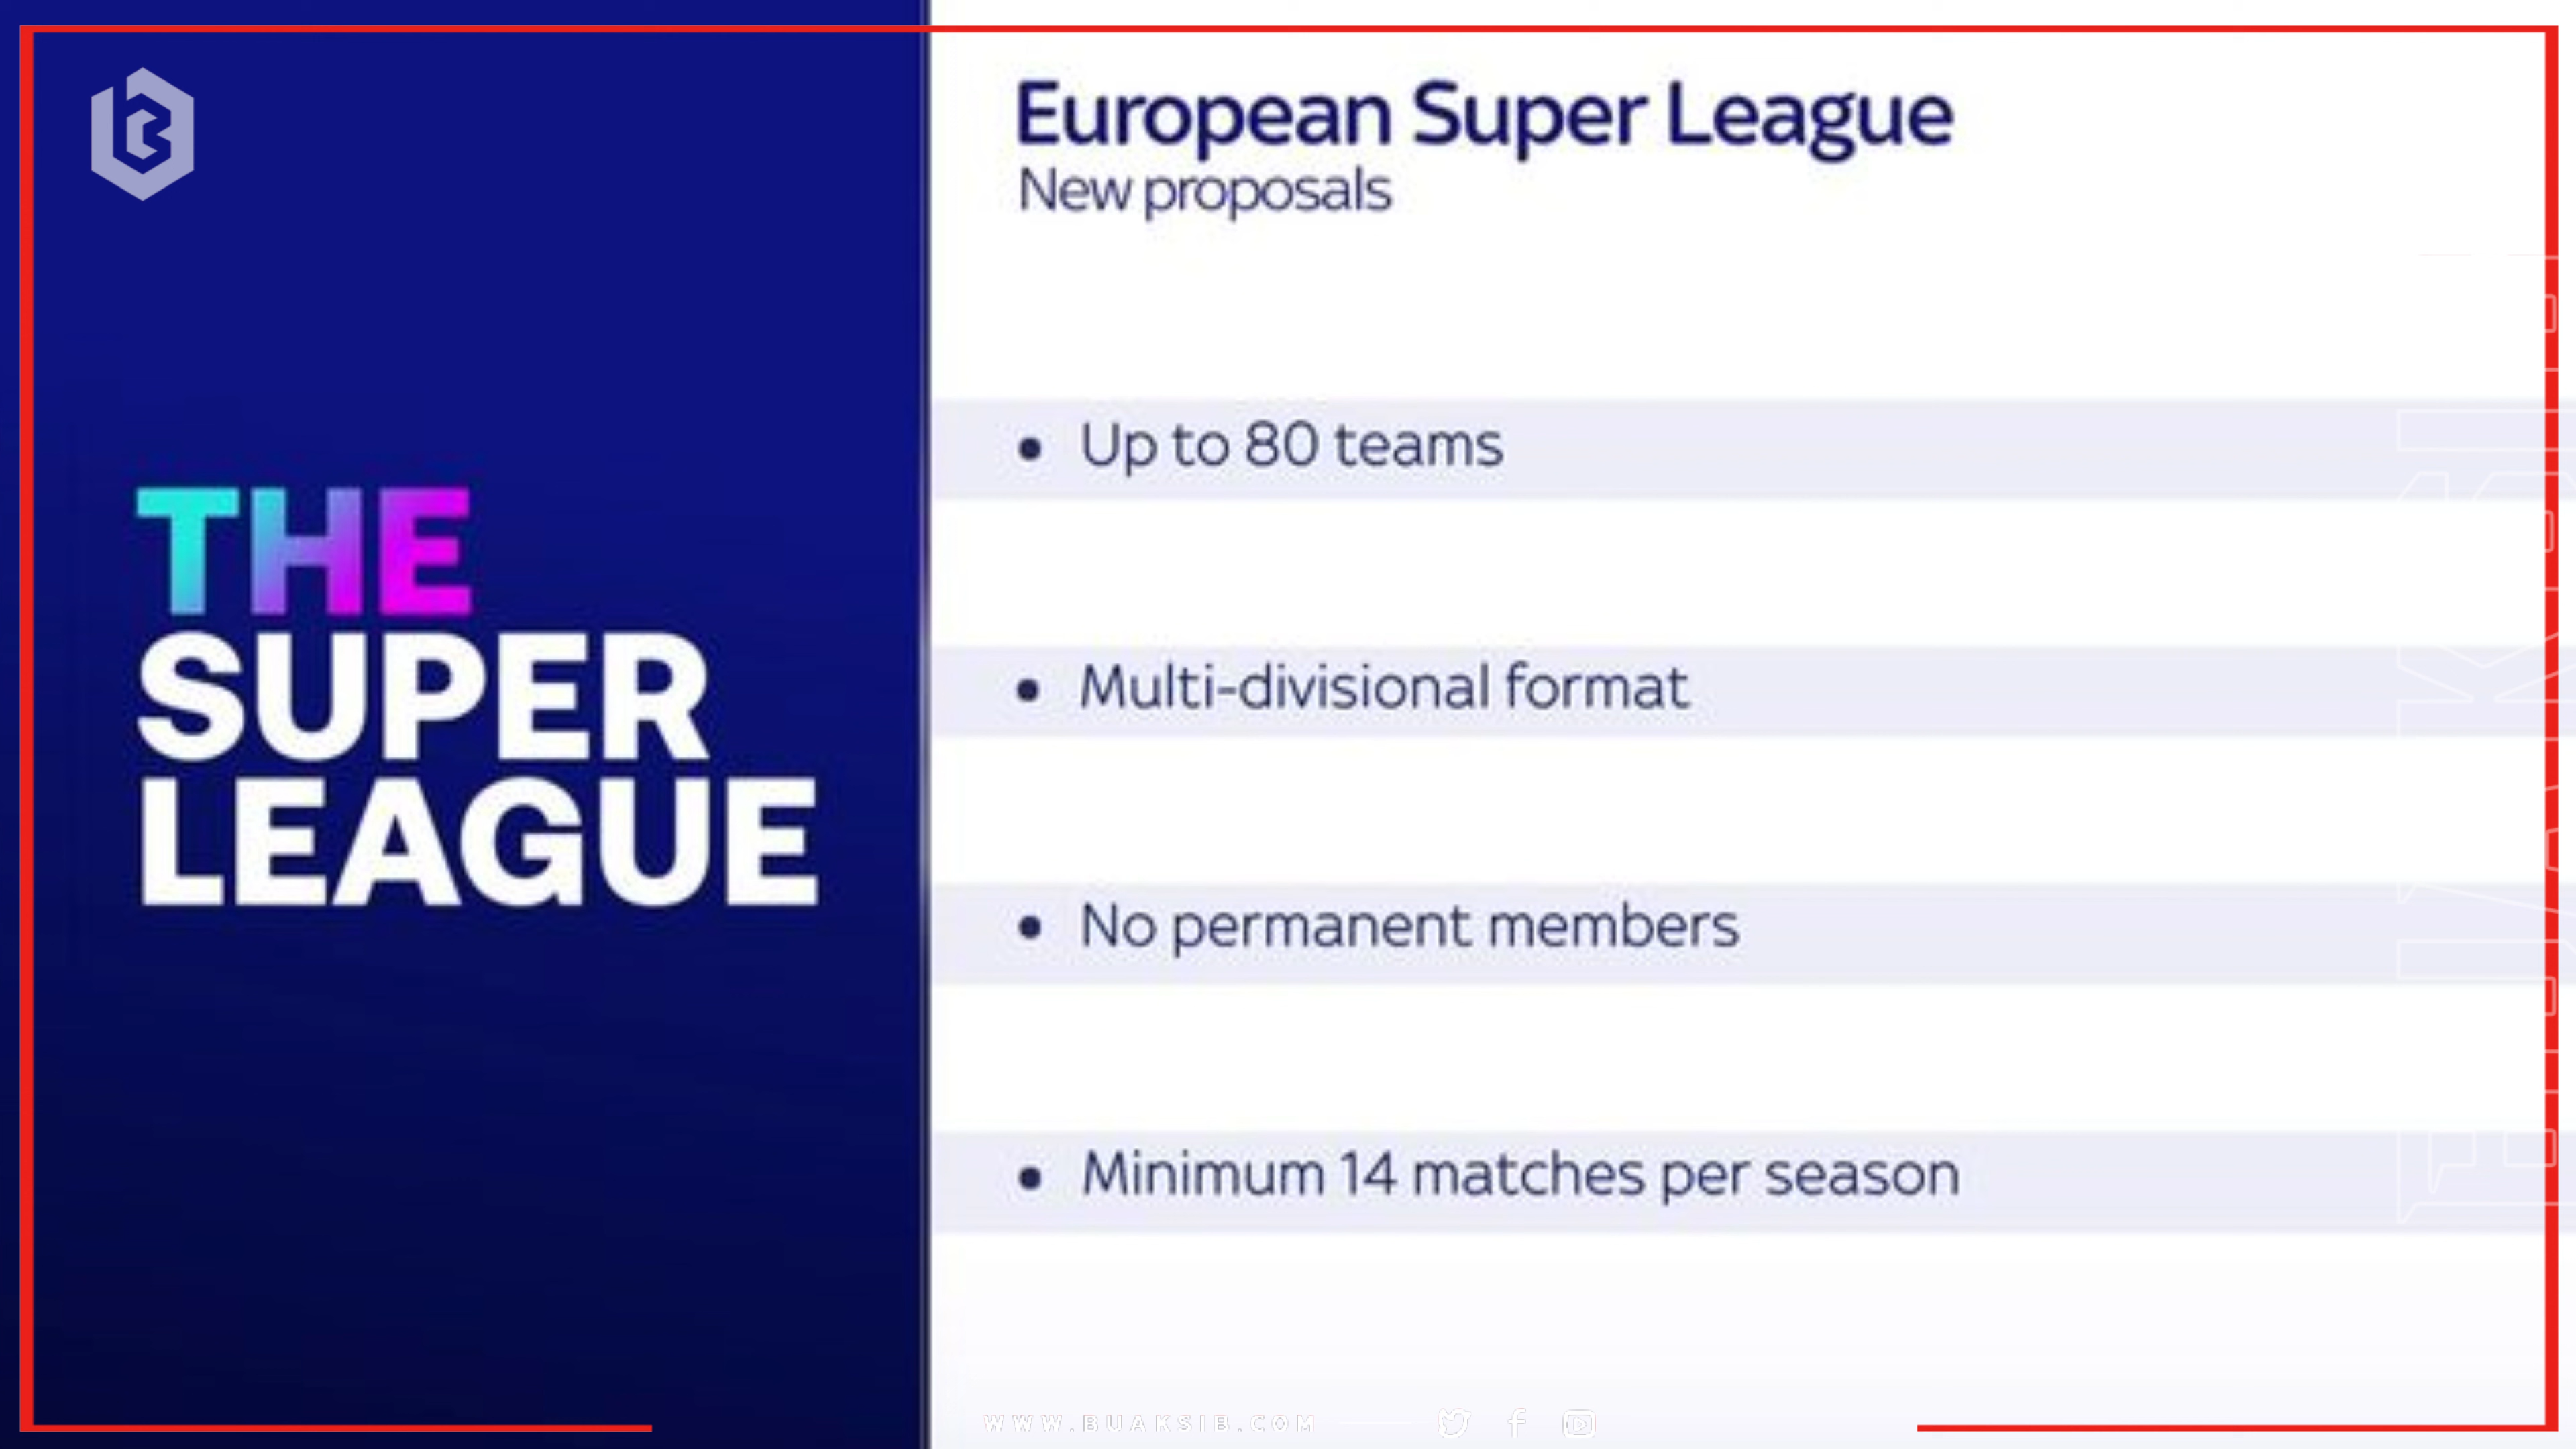 THE
SUPER
LEAGUE
European Super League
New proposals
• Up to 80 teams
• Multi-divisional format
• No permanent members
• Minimum 14 matches per season
WWW.BUAKSIB.COM